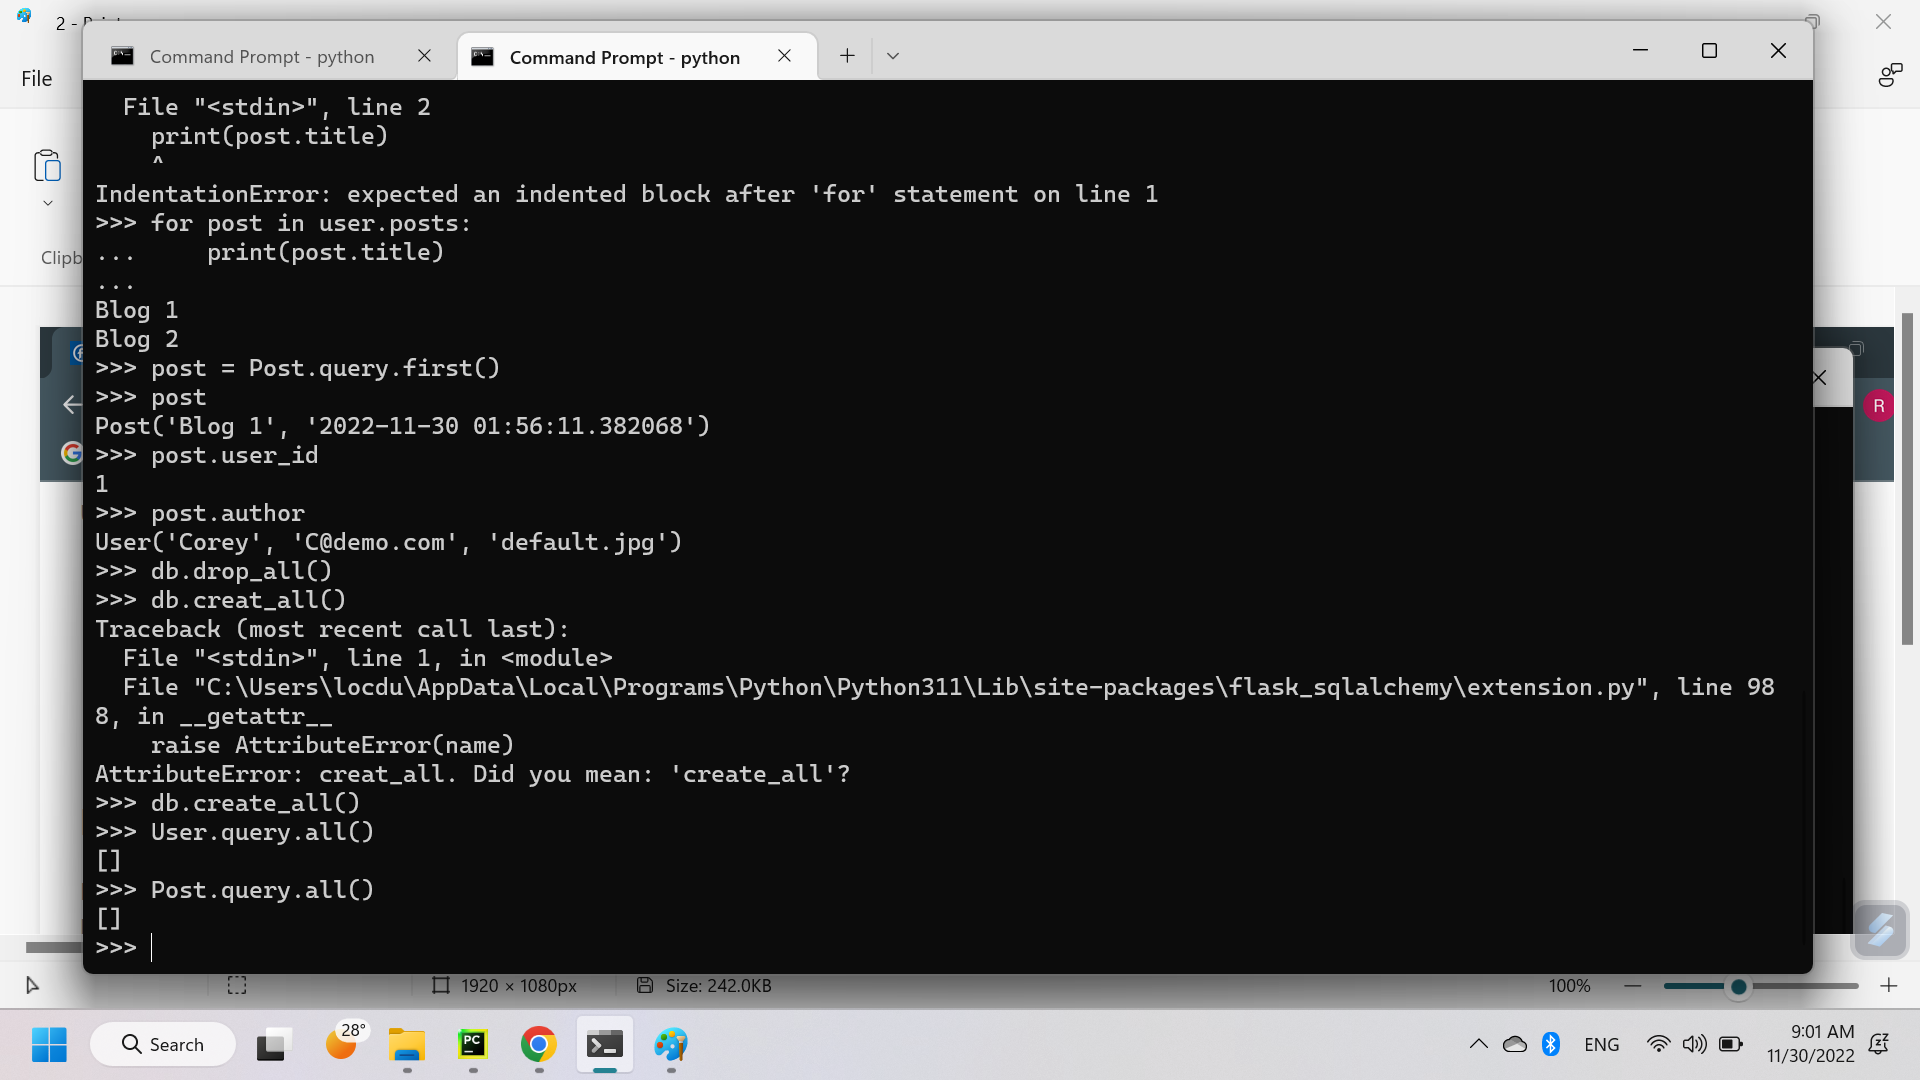 2 - Paint
Command Prompt - python
Command Prompt - python
File
Clipb
File "<stdin>", line 2
print(post.title)
^
IndentationError: expected an indented block after 'for' statement on line 1
>>> for post in user.posts:
...     print(post.title)
...
Blog 1
Blog 2
>>> post = Post.query.first()
>>> post
Post('Blog 1', '2022-11-30 01:56:11.382068')
>>> post.user_id
1
>>> post.author
User('Corey', 'C@demo.com', 'default.jpg')
>>> db.drop_all()
>>> db.creat_all()
Traceback (most recent call last):
File "<stdin>", line 1, in <module>
File "C:\Users\locdu\AppData\Local\Programs\Python\Python311\Lib\site-packages\flask_sqlalchemy\extension.py", line 98
8, in __getattr__
raise AttributeError(name)
AttributeError: creat_all. Did you mean: 'create_all'?
>>> db.create_all()
>>> User.query.all()
[]
>>> Post.query.all()
[]
>>>
R
1920 × 1080px
Size: 242.0KB
100%
Search
28°
PC
ENG
9:01 AM
11/30/2022